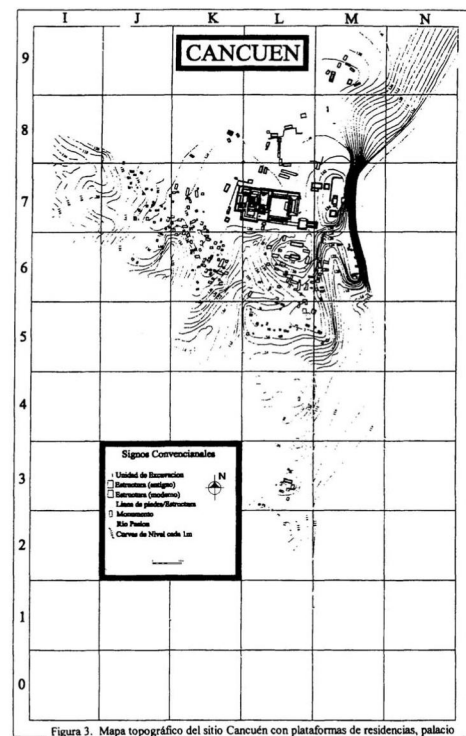 I J K L M N
CANCUEN
9
8
7
6
5
4
3
2
1
0
Signos Convencianales
Unidad de Excavacion
Estructura (antiguo)
Estructura (moderno)
Linea de piedra/Estructura
Monumento
Rio Pasion
Curvas de Nivel cada 1m
N
Figura 3. Mapa topográfico del sitio Cancuén con plataformas de residencias, palacio